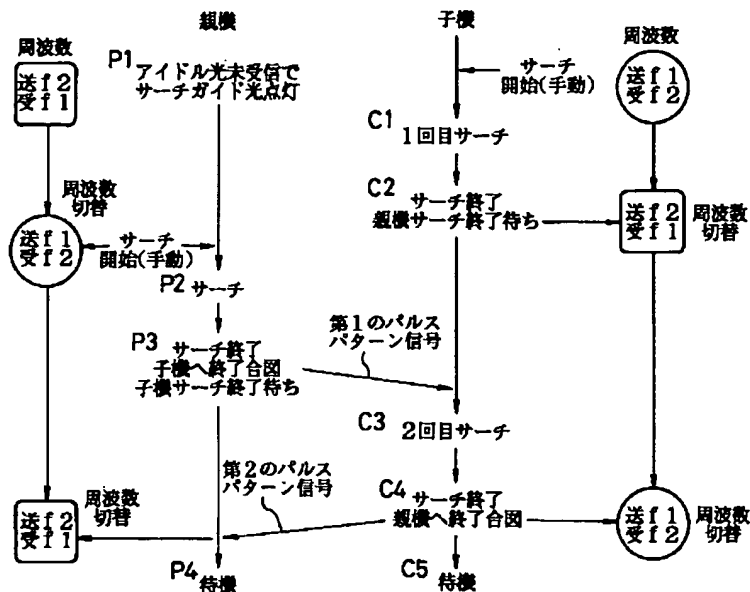 親機
子機
周波数
送f2
受f1
P1
アイドル光未受信で
サーチガイド光点灯
サーチ
開始(手動)
周波数
送f1
受f2
C1
1回目サーチ
C2
サーチ終了
親機サーチ終了待ち
送f2
受f1
周波数
切替
周波数
切替
送f1
受f2
サーチ
開始(手動)
P2
サーチ
P3
サーチ終了
子機へ終了合図
子機サーチ終了待ち
第1のパルス
パターン信号
C3
2回目サーチ
第2のパルス
パターン信号
C4
サーチ終了
親機へ終了合図
送f1
受f2
周波数
切替
送f2
受f1
周波数
切替
P4
待機
C5
待機